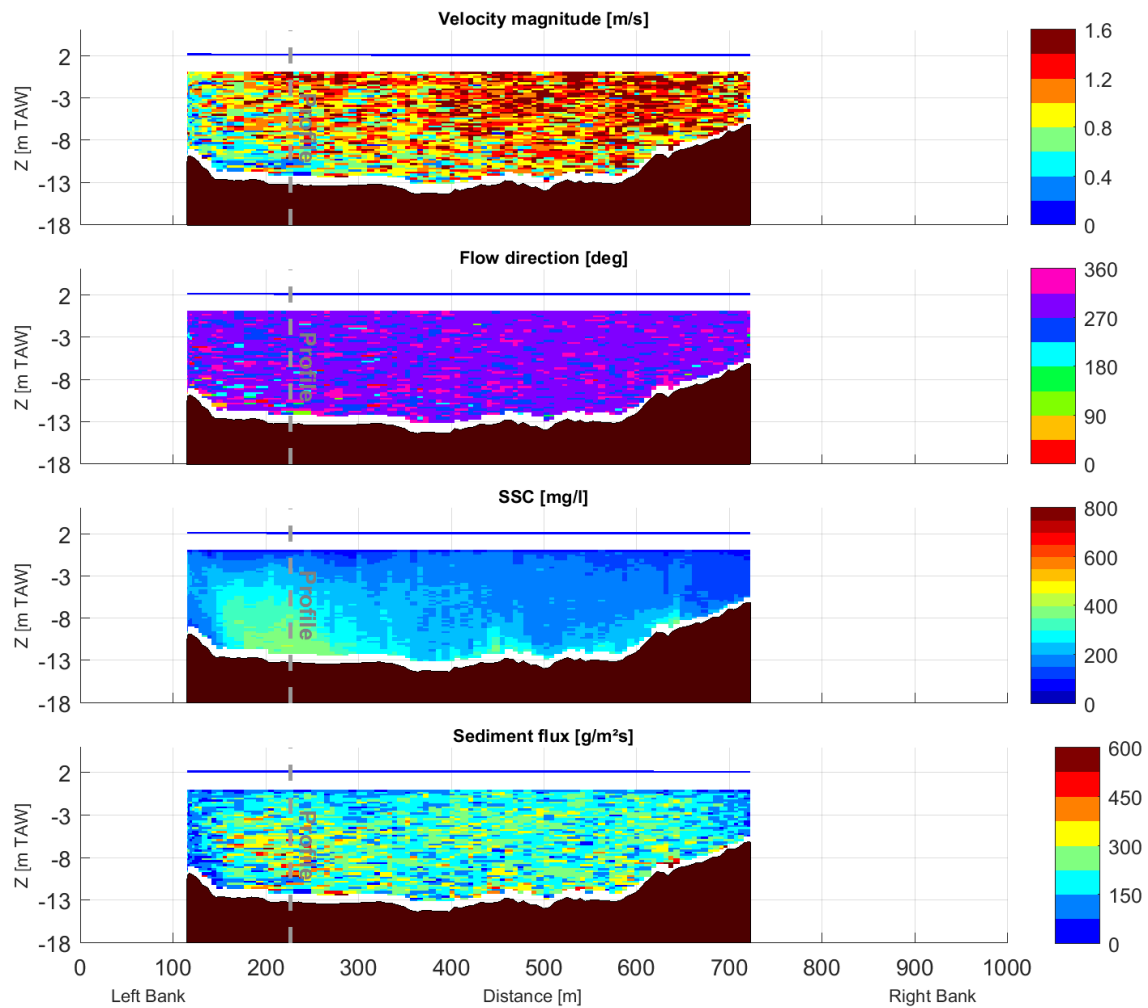 Velocity magnitude [m/s]
2
-3
-8
-13
-18
Z [m TAW]
Profile
1.6
1.2
0.8
0.4
0
Flow direction [deg]
2
-3
-8
-13
-18
Z [m TAW]
Profile
360
270
180
90
0
SSC [mg/l]
2
-3
-8
-13
-18
Z [m TAW]
Profile
800
600
400
200
0
Sediment flux [g/m²s]
2
-3
-8
-13
-18
Z [m TAW]
Profile
600
450
300
150
0
0 100 200 300 400 500 600 700 800 900 1000
Left Bank Distance [m] Right Bank